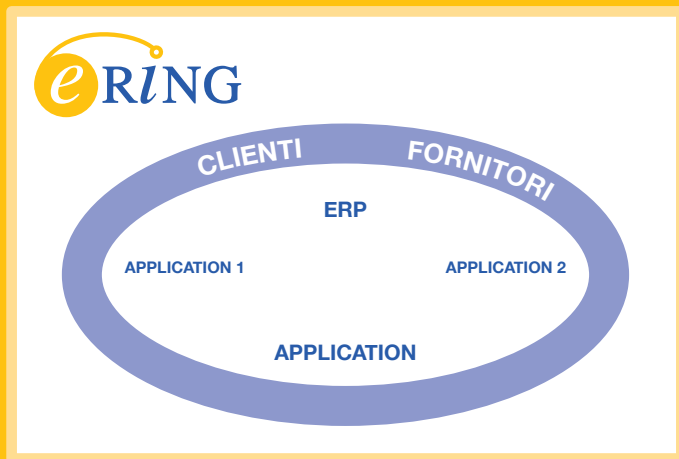 eRiNG
CLIENTI
FORNITORI
ERP
APPLICATION 1
APPLICATION 2
APPLICATION